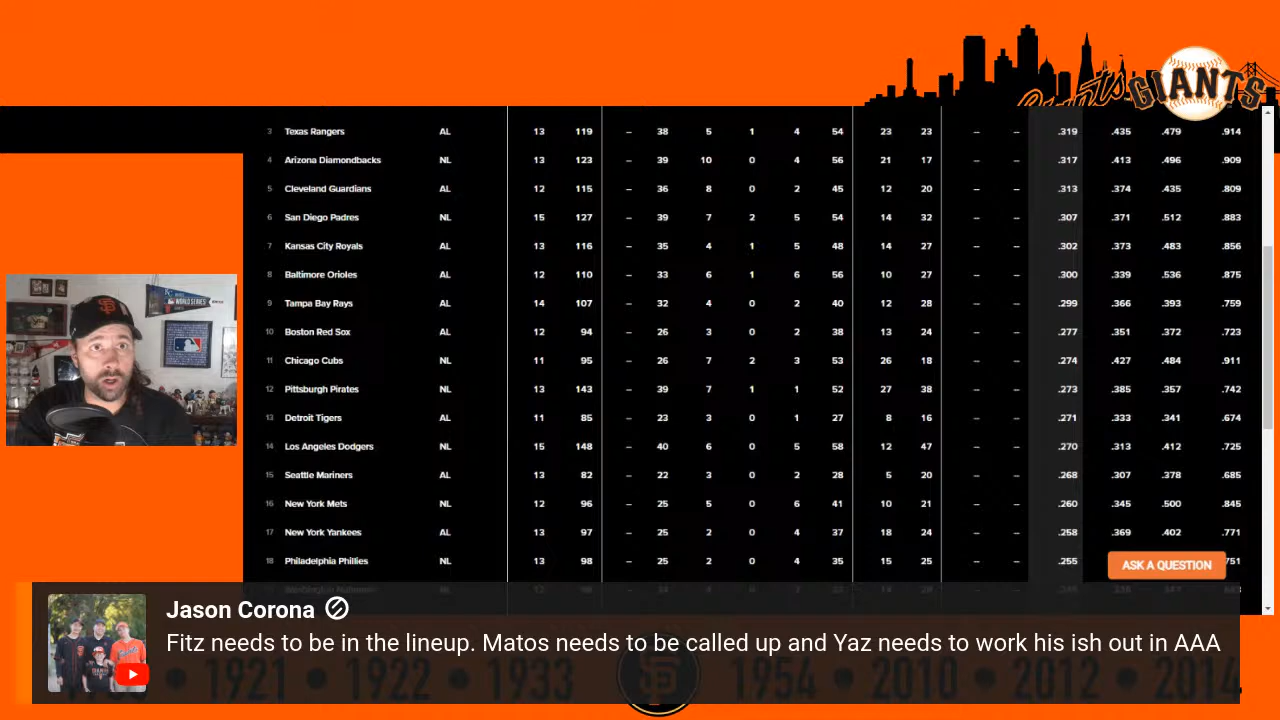 GIANTS
3 Texas Rangers AL 13 119 – 38 5 1 4 54 23 23 – – .319 .435 .479 .914
4 Arizona Diamondbacks NL 13 123 – 39 10 0 4 56 21 17 – – .317 .413 .496 .909
5 Cleveland Guardians AL 12 115 – 36 8 0 2 45 12 20 – – .313 .374 .435 .809
6 San Diego Padres NL 15 127 – 39 7 2 5 54 14 32 – – .307 .371 .512 .883
7 Kansas City Royals AL 13 116 – 35 4 1 5 48 14 27 – – .302 .373 .483 .856
8 Baltimore Orioles AL 12 110 – 33 6 1 6 56 10 27 – – .300 .339 .536 .875
9 Tampa Bay Rays AL 14 107 – 32 4 0 2 40 12 28 – – .299 .366 .393 .759
10 Boston Red Sox AL 12 94 – 26 3 0 2 38 13 24 – – .277 .351 .372 .723
11 Chicago Cubs NL 11 95 – 26 7 2 3 53 26 18 – – .274 .427 .484 .911
12 Pittsburgh Pirates NL 13 143 – 39 7 1 1 52 27 38 – – .273 .385 .357 .742
13 Detroit Tigers AL 11 85 – 23 3 0 1 27 8 16 – – .271 .333 .341 .674
14 Los Angeles Dodgers NL 15 148 – 40 6 0 5 58 12 47 – – .270 .313 .412 .725
15 Seattle Mariners AL 13 82 – 22 3 0 2 28 5 20 – – .268 .307 .378 .685
16 New York Mets NL 12 96 – 25 5 0 6 41 10 21 – – .260 .345 .500 .845
17 New York Yankees AL 13 97 – 25 2 0 4 37 18 24 – – .258 .369 .402 .771
18 Philadelphia Phillies NL 13 98 – 25 2 0 4 35 15 25 – – .255 751
ASK A QUESTION
Jason Corona
Fitz needs to be in the lineup. Matos needs to be called up and Yaz needs to work his ish out in AAA
1921 • 1922 • 1933 SF 1954 • 2010 • 2012 • 2014